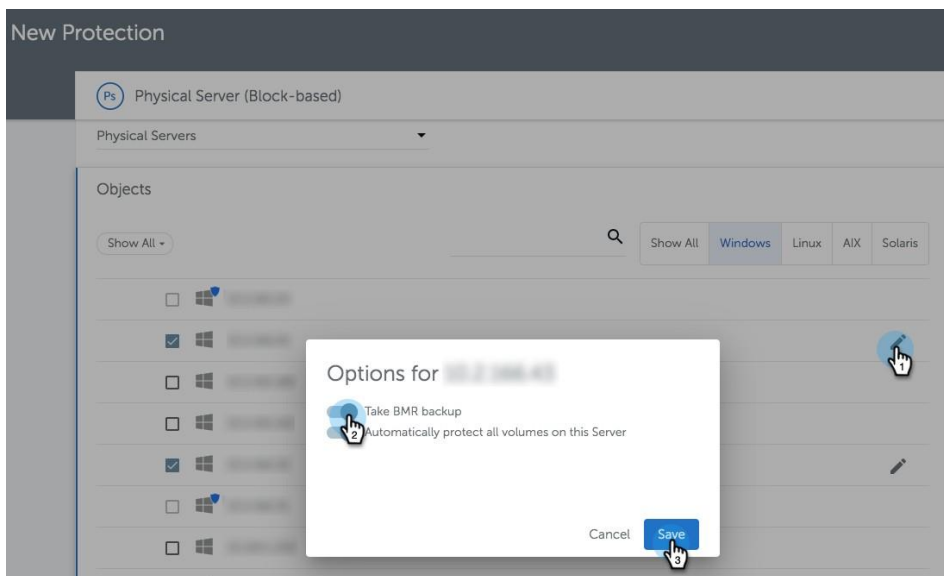 New Protection
Ps Physical Server (Block-based)
Physical Servers
Objects
Show All
Show All Windows Linux AIX Solaris
1
Options for
Take BMR backup
2
Automatically protect all volumes on this Server
Cancel Save
3